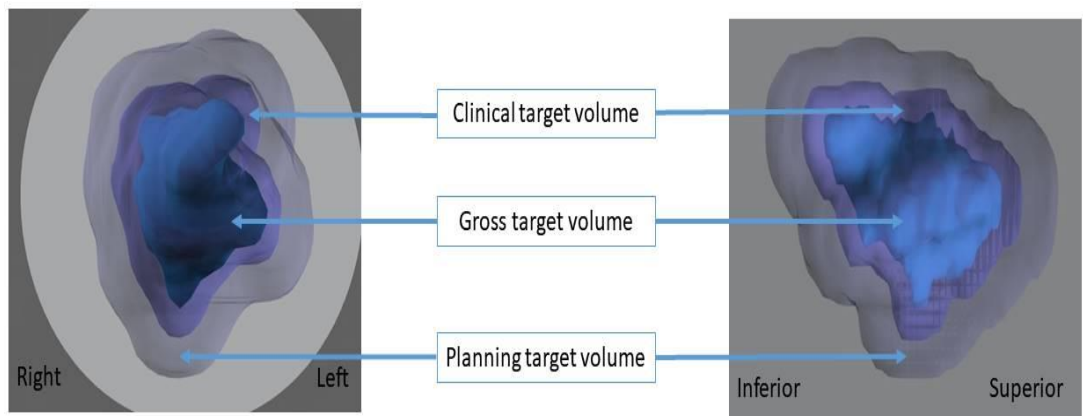 Clinical target volume
Gross target volume
Planning target volume
Right
Left
Inferior
Superior